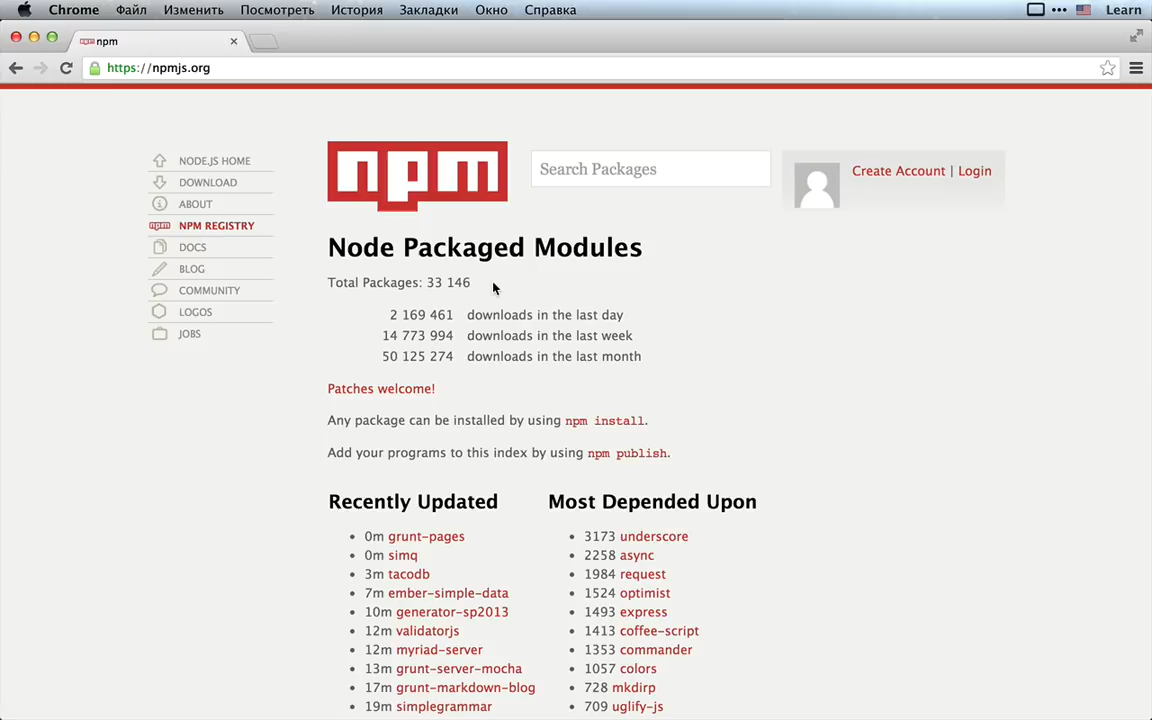 Chrome Файл Изменить Посмотреть История Закладки Окно Справка Learn
npm
https://npmjs.org
npm
Search Packages
Create Account | Login
NODE.JS HOME
DOWNLOAD
ABOUT
npm NPM REGISTRY
DOCS
BLOG
COMMUNITY
LOGOS
JOBS
Node Packaged Modules
Total Packages: 33 146
2 169 461 downloads in the last day
14 773 994 downloads in the last week
50 125 274 downloads in the last month
Patches welcome!
Any package can be installed by using npm install.
Add your programs to this index by using npm publish.
Recently Updated
0m grunt-pages
0m simq
3m tacodb
7m ember-simple-data
10m generator-sp2013
12m validatorjs
12m myriad-server
13m grunt-server-mocha
17m grunt-markdown-blog
19m simplegrammar
Most Depended Upon
3173 underscore
2258 async
1984 request
1524 optimist
1493 express
1413 coffee-script
1353 commander
1057 colors
728 mkdirp
709 uglify-js